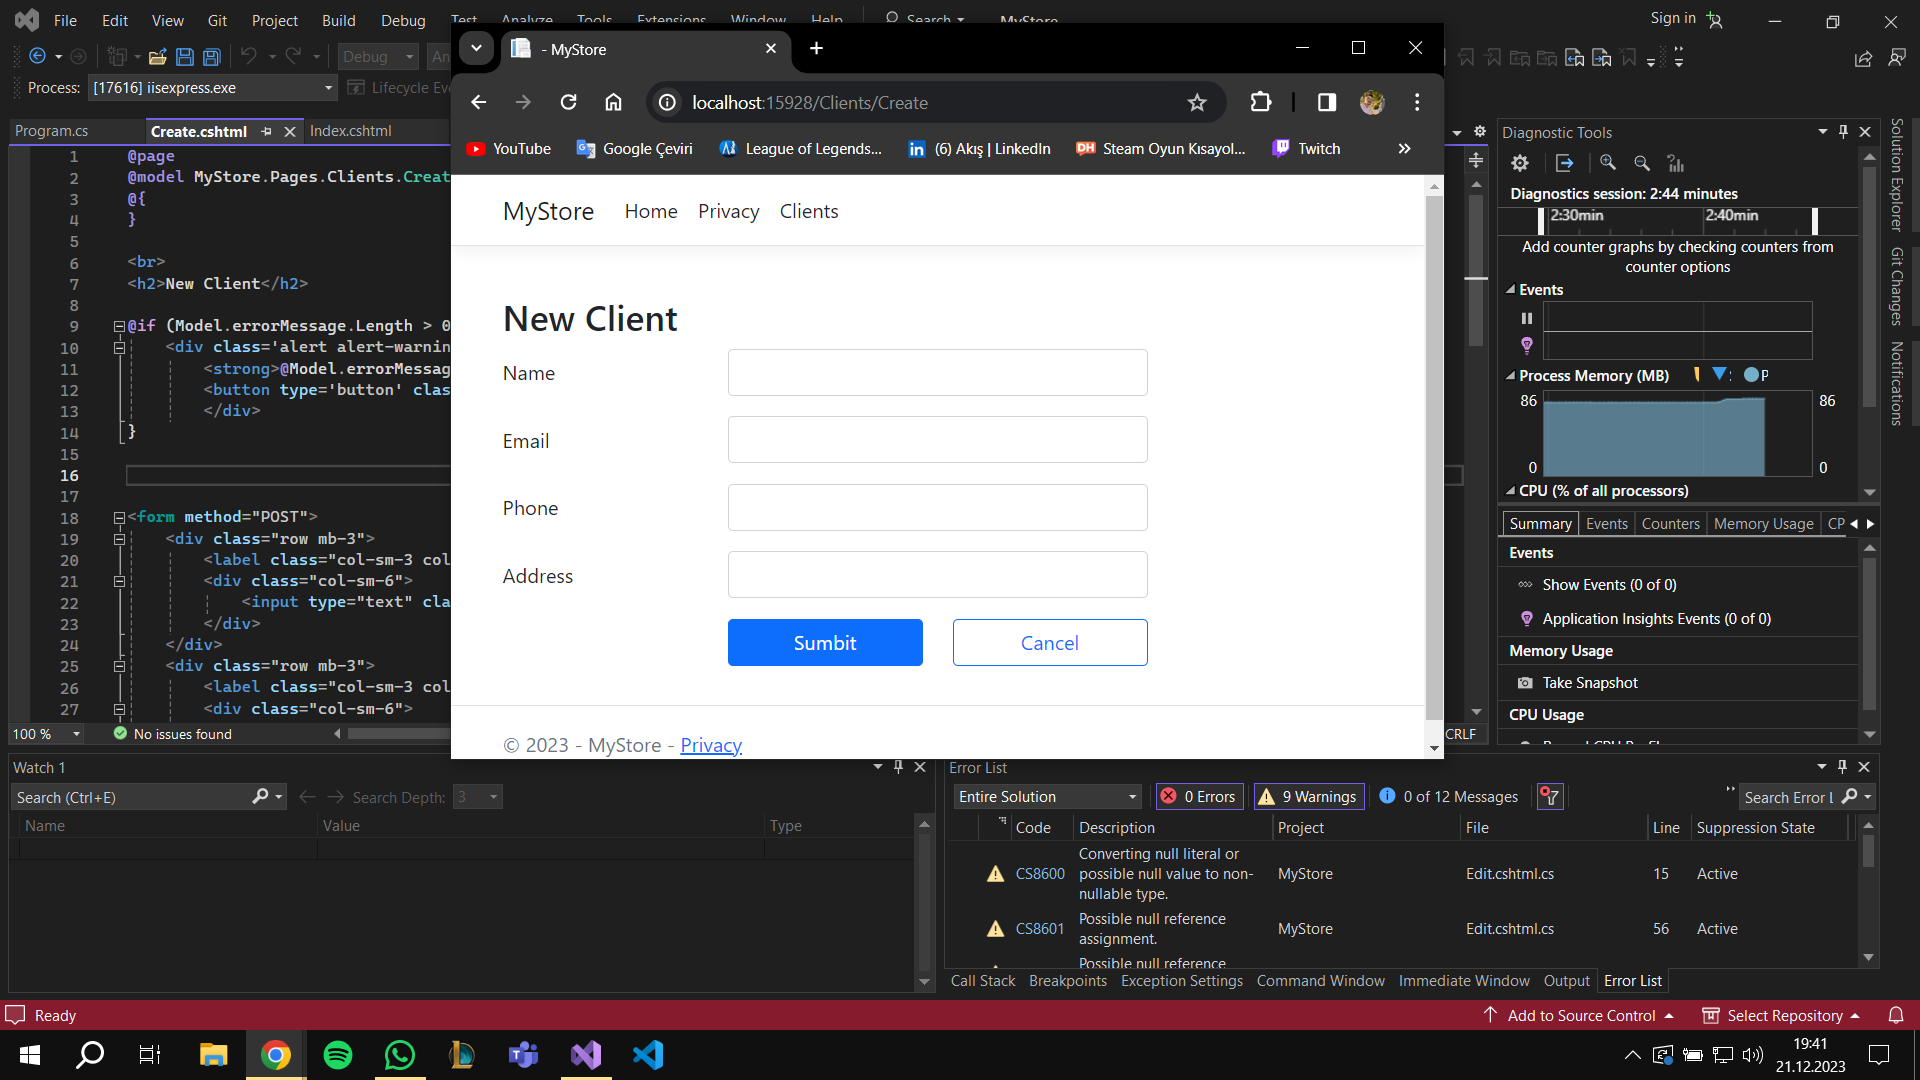 File Edit View Git Project Build Debug Test Analyze Tools Extensions Window Help Search MyStore Sign in
Debug
Process: [17616] iisexpress.exe Lifecycle
Program.cs Create.cshtml Index.cshtml
1 @page
2 @model MyStore.Pages.Clients.Creat
3 @{
4 }
5
6 <br>
7 <h2>New Client</h2>
8
9 @if (Model.errorMessage.Length > 0
10 <div class='alert alert-warnin
11 <strong>@Model.errorMessag
12 <button type='button' clas
13 </div>
14 }
15
16
17
18 <form method="POST">
19 <div class="row mb-3">
20 <label class="col-sm-3 col
21 <div class="col-sm-6">
22 <input type="text" cla
23 </div>
24 </div>
25 <div class="row mb-3">
26 <label class="col-sm-3 col
27 <div class="col-sm-6">
100 % No issues found CRLF
- MyStore
localhost:15928/Clients/Create
YouTube Google Çeviri League of Legends... (6) Akış | LinkedIn Steam Oyun Kısayol... Twitch
MyStore Home Privacy Clients
New Client
Name
Email
Phone
Address
Sumbit Cancel
© 2023 - MyStore - Privacy
Diagnostic Tools
Diagnostics session: 2:44 minutes
2:30min 2:40min
Add counter graphs by checking counters from
counter options
Events
Process Memory (MB) P
86 86
0 0
CPU (% of all processors)
Summary Events Counters Memory Usage CP
Events
Show Events (0 of 0)
Application Insights Events (0 of 0)
Memory Usage
Take Snapshot
CPU Usage
Solution Explorer
Git Changes
Notifications
Watch 1
Search (Ctrl+E) Search Depth: 3
Name Value Type
Error List
Entire Solution 0 Errors 9 Warnings 0 of 12 Messages Search Error L
Code Description Project File Line Suppression State
CS8600 Converting null literal or possible null value to non-nullable type. MyStore Edit.cshtml.cs 15 Active
CS8601 Possible null reference assignment. MyStore Edit.cshtml.cs 56 Active
Possible null reference
Call Stack Breakpoints Exception Settings Command Window Immediate Window Output Error List
Ready Add to Source Control Select Repository
19:41
21.12.2023